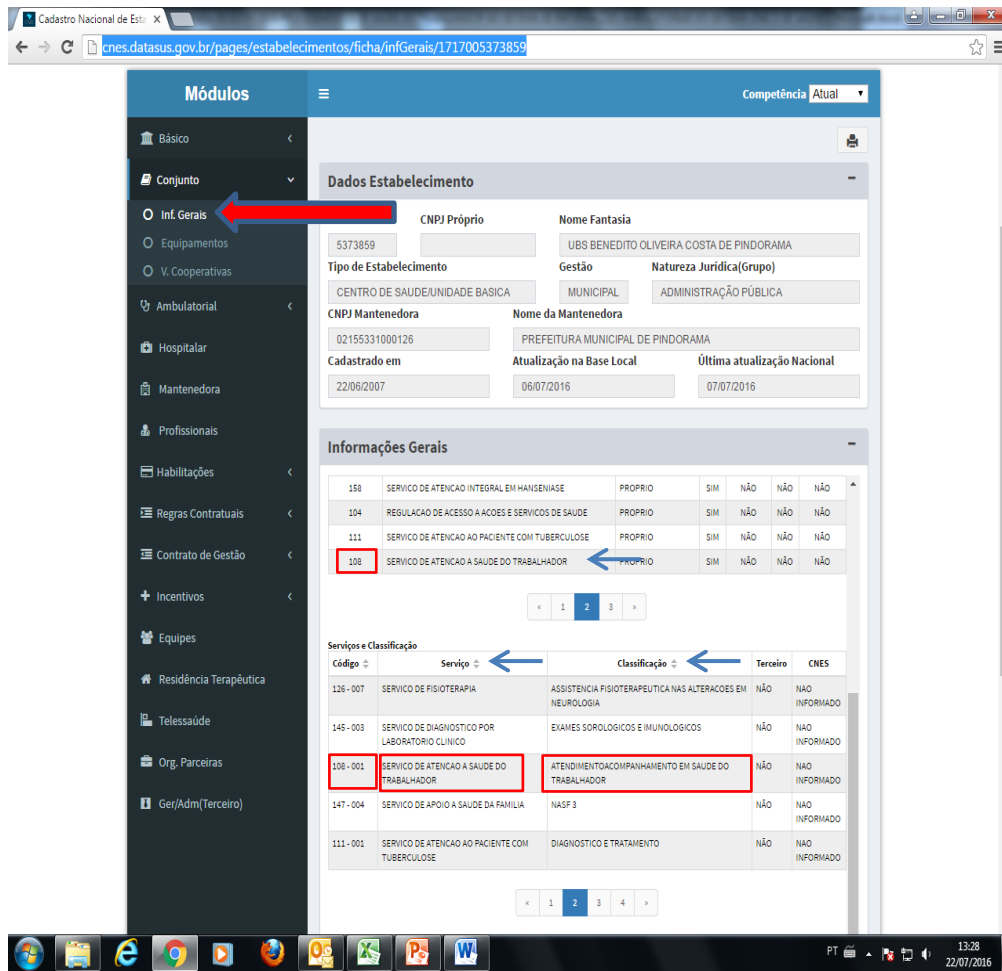 Cadastro Nacional de Esta
cnes.datasus.gov.br/pages/estabelecimentos/ficha/infGerais/1717005373859
Módulos
Competência Atual
Básico
Conjunto
Inf. Gerais
Equipamentos
V. Cooperativas
Ambulatorial
Hospitalar
Mantenedora
Profissionais
Habilitações
Regras Contratuais
Contrato de Gestão
Incentivos
Equipes
Residência Terapêutica
Telessaúde
Org. Parceiras
Ger/Adm(Terceiro)
Dados Estabelecimento
CNPJ Próprio Nome Fantasia
5373859 UBS BENEDITO OLIVEIRA COSTA DE PINDORAMA
Tipo de Estabelecimento Gestão Natureza Jurídica(Grupo)
CENTRO DE SAUDE/UNIDADE BASICA MUNICIPAL ADMINISTRAÇÃO PÚBLICA
CNPJ Mantenedora Nome da Mantenedora
02155331000126 PREFEITURA MUNICIPAL DE PINDORAMA
Cadastrado em Atualização na Base Local Última atualização Nacional
22/06/2007 06/07/2016 07/07/2016
Informações Gerais
158 SERVICO DE ATENCAO INTEGRAL EM HANSENIASE PROPRIO SIM NÃO NÃO NÃO
104 REGULACAO DE ACESSO A ACOES E SERVICOS DE SAUDE PROPRIO SIM NÃO NÃO NÃO
111 SERVICO DE ATENCAO AO PACIENTE COM TUBERCULOSE PROPRIO SIM NÃO NÃO NÃO
108 SERVICO DE ATENCAO A SAUDE DO TRABALHADOR PROPRIO SIM NÃO NÃO NÃO
« 1 2 3 »
Serviços e Classificação
Código Serviço Classificação Terceiro CNES
126 - 007 SERVICO DE FISIOTERAPIA ASSISTENCIA FISIOTERAPEUTICA NAS ALTERACOES EM NÃO NAO
NEUROLOGIA INFORMADO
145 - 003 SERVICO DE DIAGNOSTICO POR EXAMES SOROLOGICOS E IMUNOLOGICOS NÃO NAO
LABORATORIO CLINICO INFORMADO
108 - 001 SERVICO DE ATENCAO A SAUDE DO ATENDIMENTOACOMPANHAMENTO EM SAUDE DO NÃO NAO
TRABALHADOR TRABALHADOR INFORMADO
147 - 004 SERVICO DE APOIO A SAUDE DA FAMILIA NASF 3 NÃO NAO
INFORMADO
111 - 001 SERVICO DE ATENCAO AO PACIENTE COM DIAGNOSTICO E TRATAMENTO NÃO NAO
TUBERCULOSE INFORMADO
« 1 2 3 4 »
PT 13:28
22/07/2016